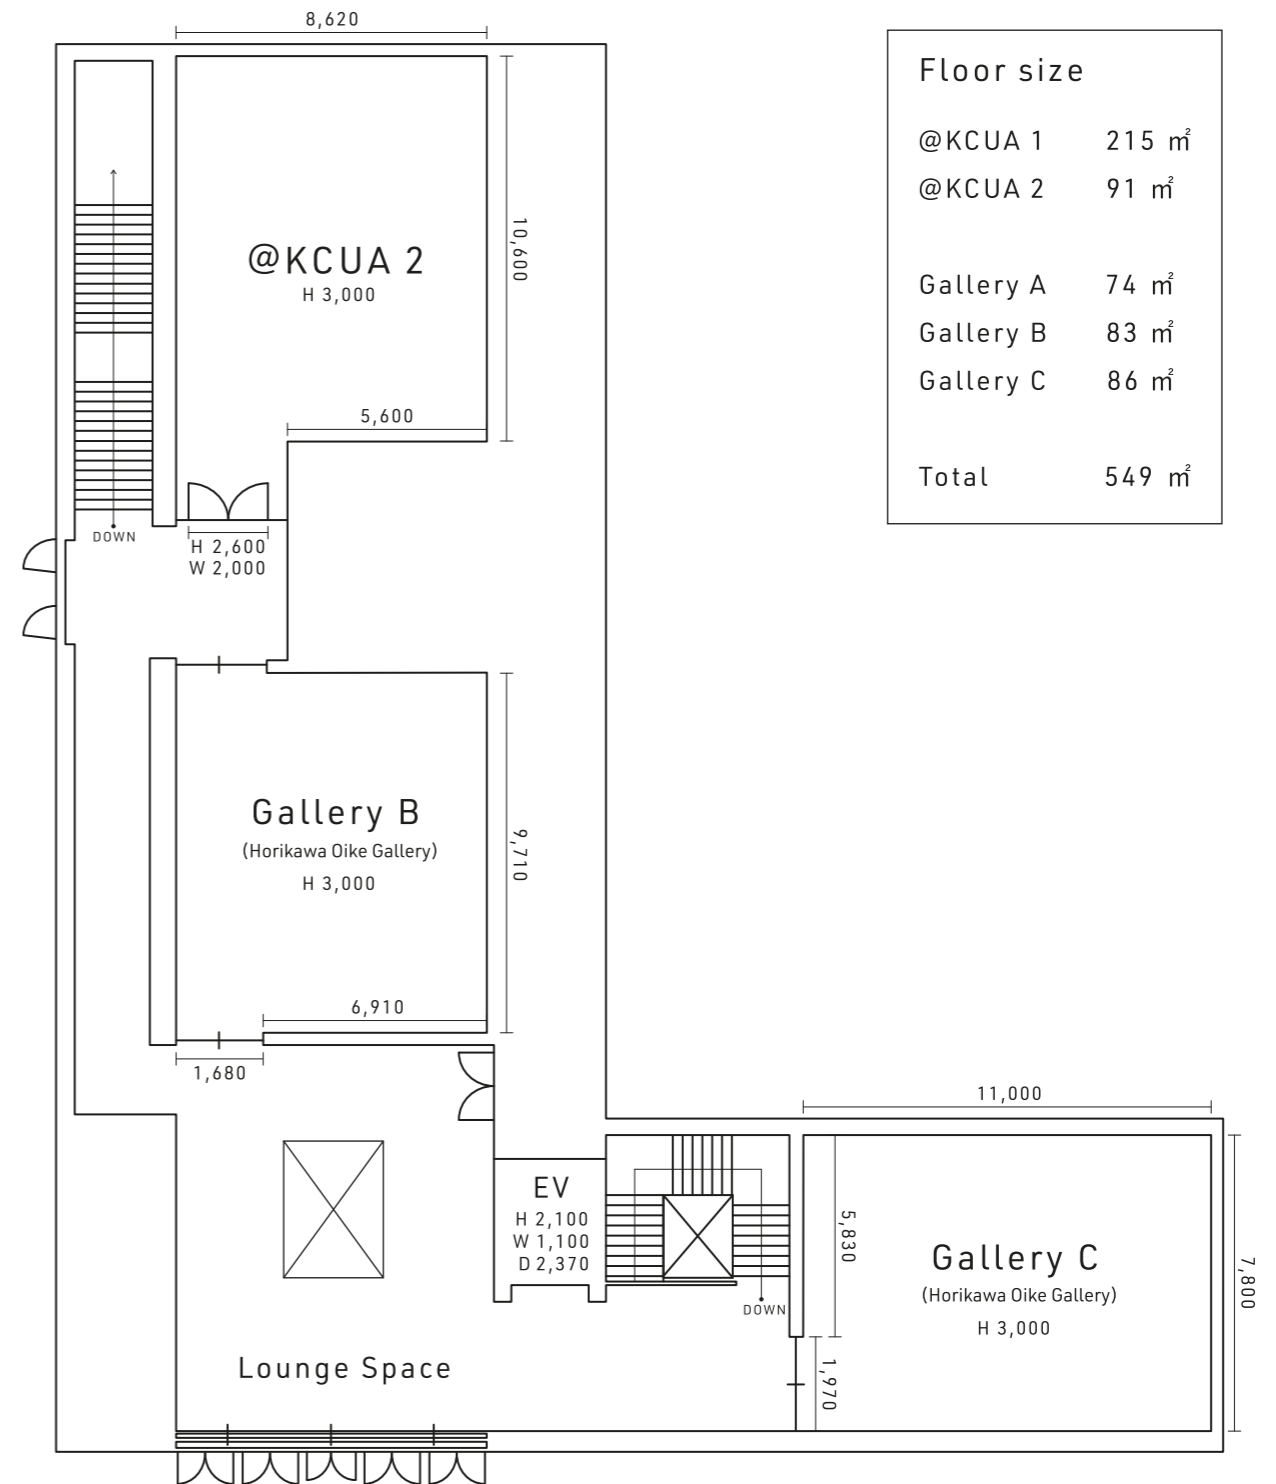 8,620
Floor size
@KCUA 1 215 ㎡
@KCUA 2 91 ㎡
Gallery A 74 ㎡
Gallery B 83 ㎡
Gallery C 86 ㎡
Total 549 ㎡
@KCUA 2
H 3,000
10,600
5,600
DOWN
H 2,600
W 2,000
Gallery B
(Horikawa Oike Gallery)
H 3,000
9,710
6,910
1,680
11,000
EV
H 2,100
W 1,100
D 2,370
DOWN
5,830
Gallery C
(Horikawa Oike Gallery)
H 3,000
7,800
1,970
Lounge Space